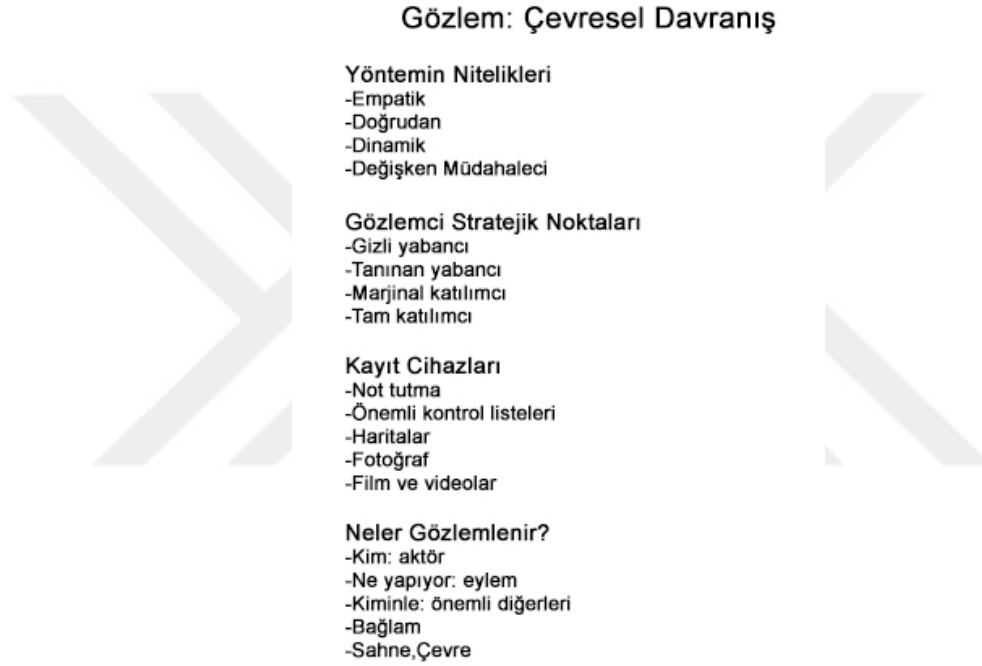 Gözlem: Çevresel Davranış
Yöntemin Nitelikleri
-Empatik
-Doğrudan
-Dinamik
-Değişken Müdahaleci
Gözlemci Stratejik Noktaları
-Gizli yabancı
-Tanınan yabancı
-Marjinal katılımcı
-Tam katılımcı
Kayıt Cihazları
-Not tutma
-Önemli kontrol listeleri
-Haritalar
-Fotoğraf
-Film ve videolar
Neler Gözlemlenir?
-Kim: aktör
-Ne yapıyor: eylem
-Kiminle: önemli diğerleri
-Bağlam
-Sahne,Çevre